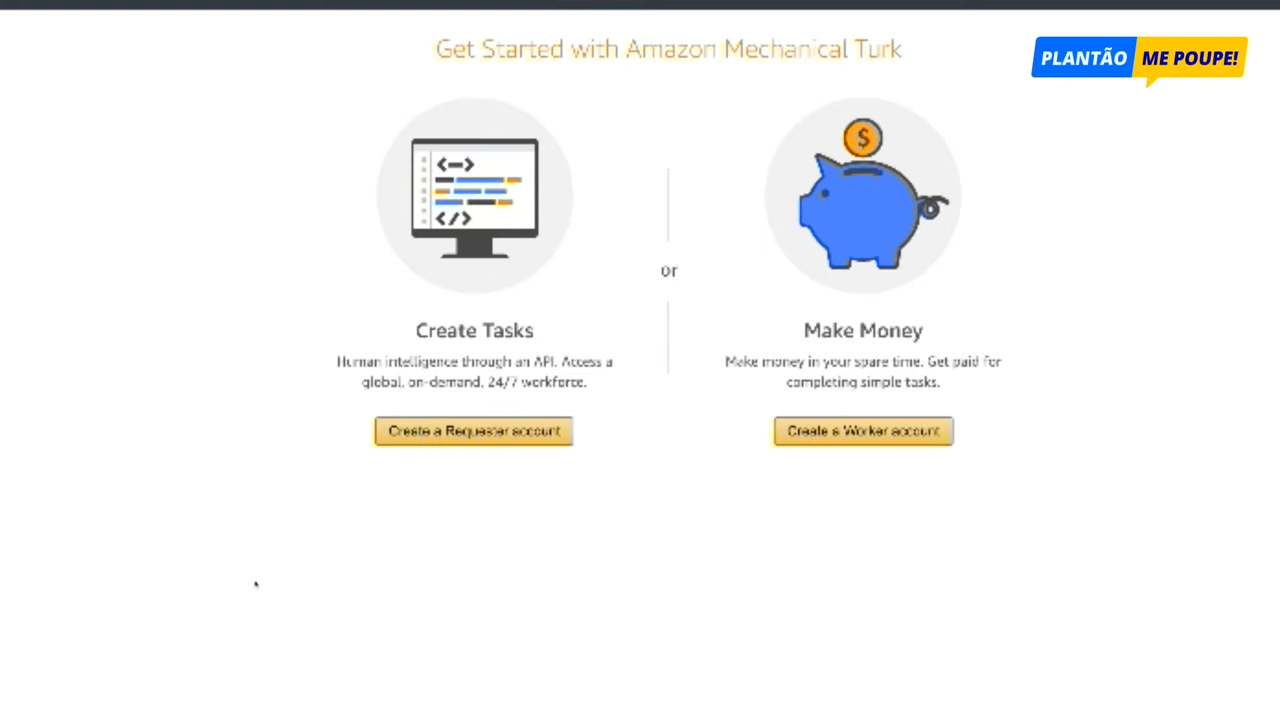 Get Started with Amazon Mechanical Turk
PLANTÃO ME POUPE!
<—>
$
</>
or
Create Tasks
Human intelligence through an API. Access a
global, on-demand, 24/7 workforce.
Create a Requester account
Make Money
Make money in your spare time. Get paid for
completing simple tasks.
Create a Worker account